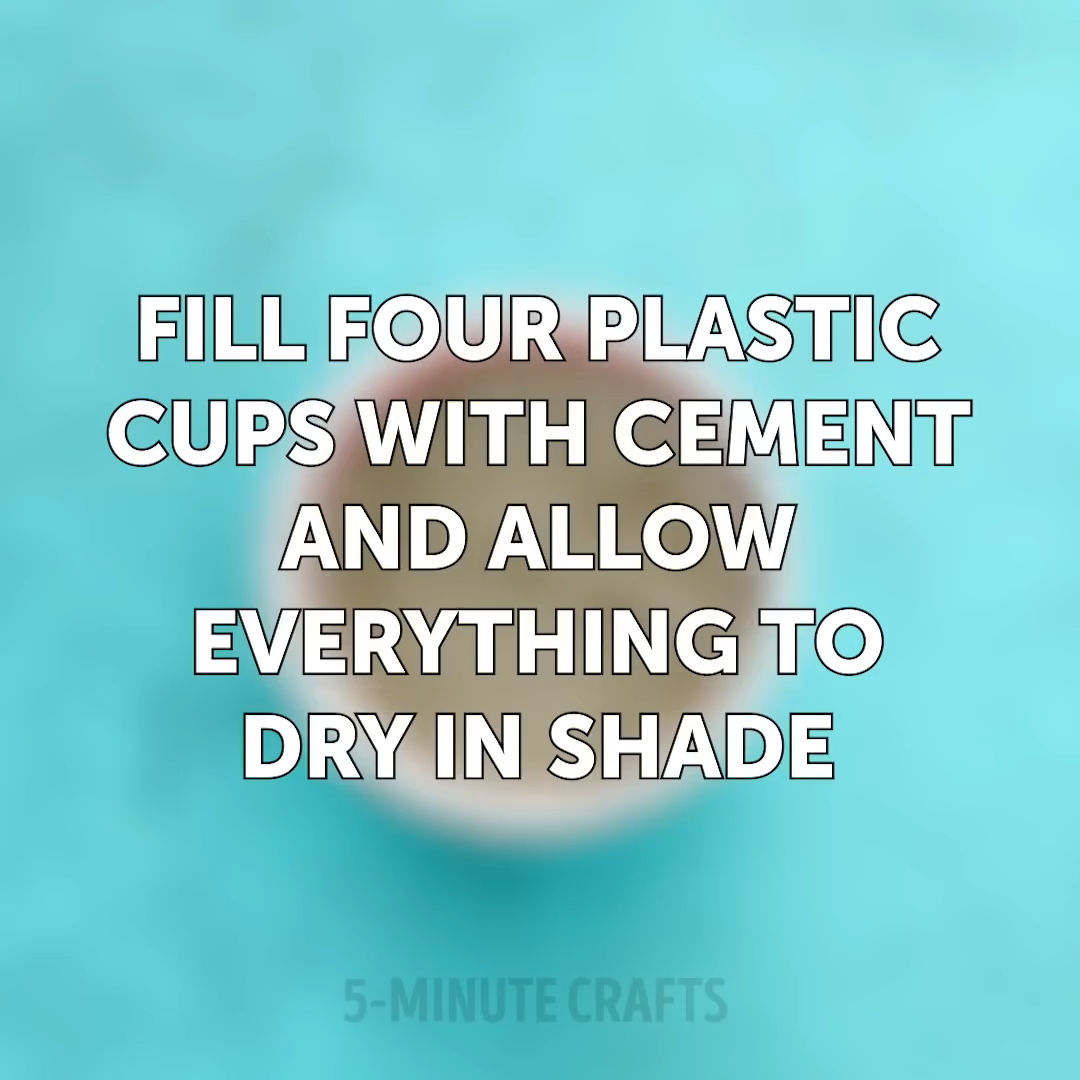 FILL FOUR PLASTIC
CUPS WITH CEMENT
AND ALLOW
EVERYTHING TO
DRY IN SHADE
5-MINUTE CRAFTS